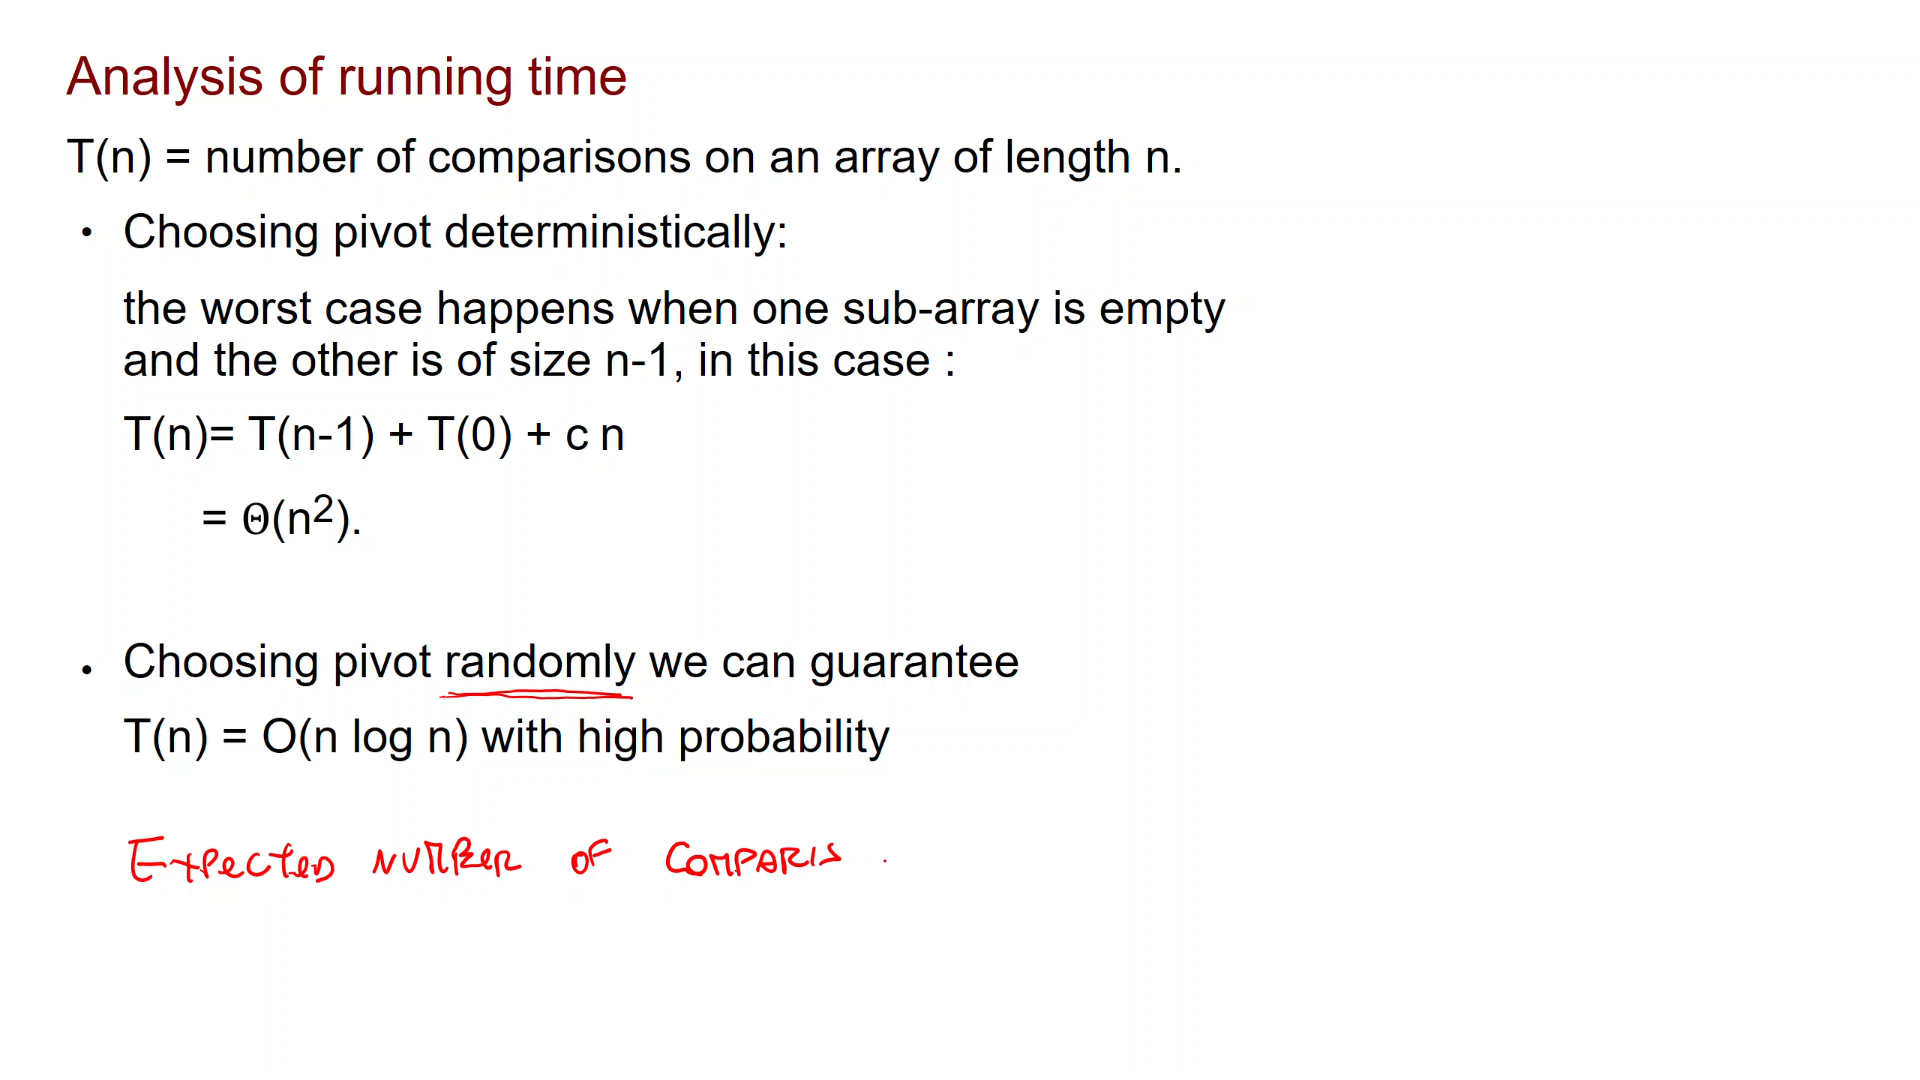 Analysis of running time
T(n) = number of comparisons on an array of length n.
• Choosing pivot deterministically:
the worst case happens when one sub-array is empty
and the other is of size n-1, in this case :
T(n)= T(n-1) + T(0) + c n
= Θ(n²).
• Choosing pivot randomly we can guarantee
T(n) = O(n log n) with high probability
EXPECTED NUMBER OF COMPARIS